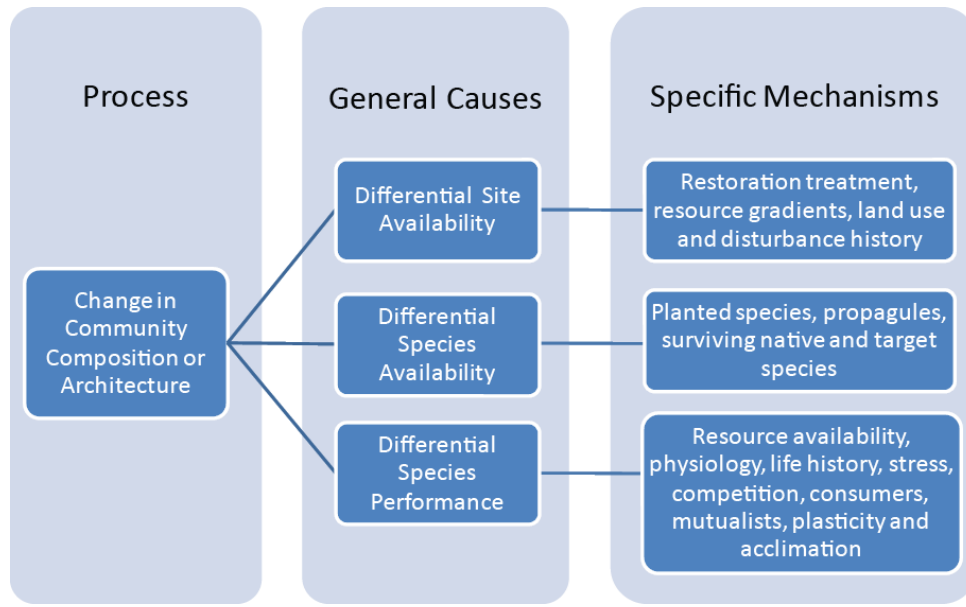 Process
General Causes
Specific Mechanisms
Change in
Community
Composition or
Architecture
Differential Site
Availability
Restoration treatment,
resource gradients, land use
and disturbance history
Differential
Species
Availability
Planted species, propagules,
surviving native and target
species
Differential
Species
Performance
Resource availability,
physiology, life history, stress,
competition, consumers,
mutualists, plasticity and
acclimation